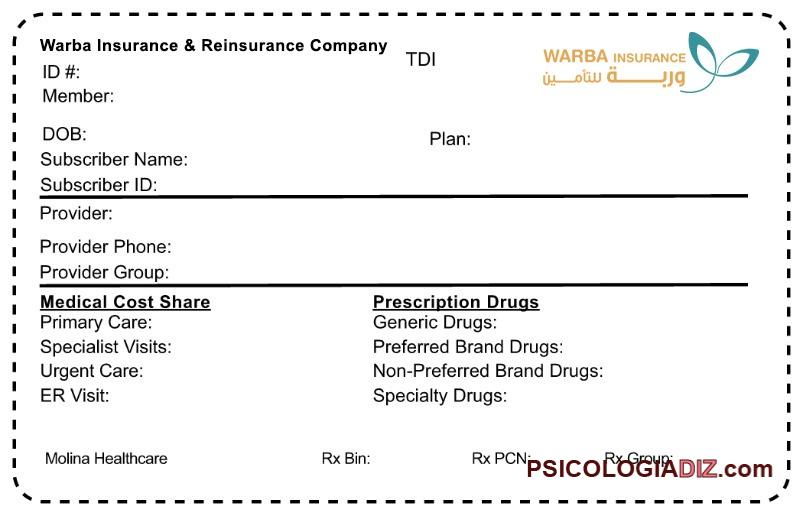 Warba Insurance & Reinsurance Company
TDI
WARBA INSURANCE
وربة للتأمين
ID #:
Member:
DOB:
Plan:
Subscriber Name:
Subscriber ID:
Provider:
Provider Phone:
Provider Group:
Medical Cost Share
Prescription Drugs
Primary Care:
Generic Drugs:
Specialist Visits:
Preferred Brand Drugs:
Urgent Care:
Non-Preferred Brand Drugs:
ER Visit:
Specialty Drugs:
Molina Healthcare
Rx Bin:
Rx PCN:
Rx Group:
PSICOLOGIADIZ.com